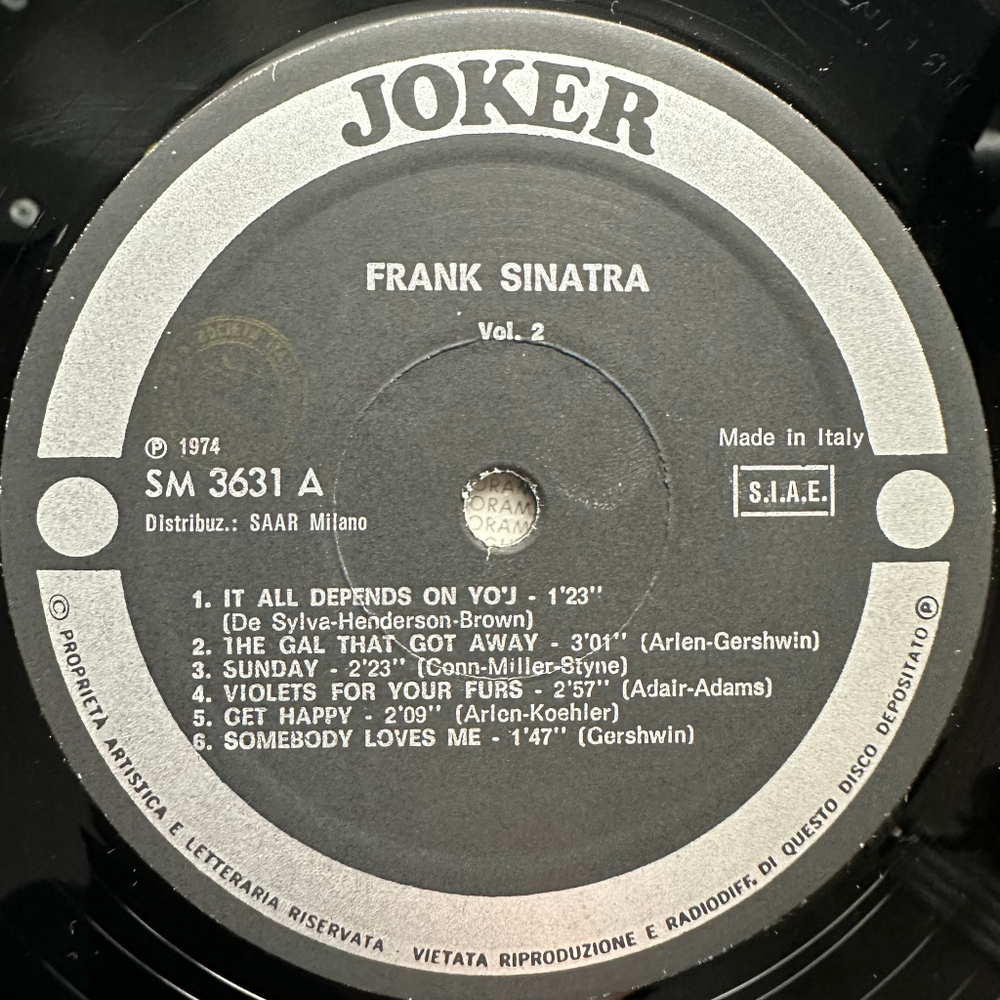 JOKER
FRANK SINATRA
Vol. 2
Ⓟ 1974
SM 3631 A
Distribuz.: SAAR Milano
Made in Italy
S.I.A.E.
1. IT ALL DEPENDS ON YOU - 1'23''
(De Sylva-Henderson-Brown)
2. THE GAL THAT GOT AWAY - 3'01'' (Arlen-Gershwin)
3. SUNDAY - 2'23'' (Conn-Miller-Styne)
4. VIOLETS FOR YOUR FURS - 2'57'' (Adair-Adams)
5. GET HAPPY - 2'09'' (Arlen-Koehler)
6. SOMEBODY LOVES ME - 1'47'' (Gershwin)
© PROPRIETÀ ARTISTICA E LETTERARIA RISERVATA · VIETATA RIPRODUZIONE E RADIODIFF. DI QUESTO DISCO DEPOSITATO Ⓟ